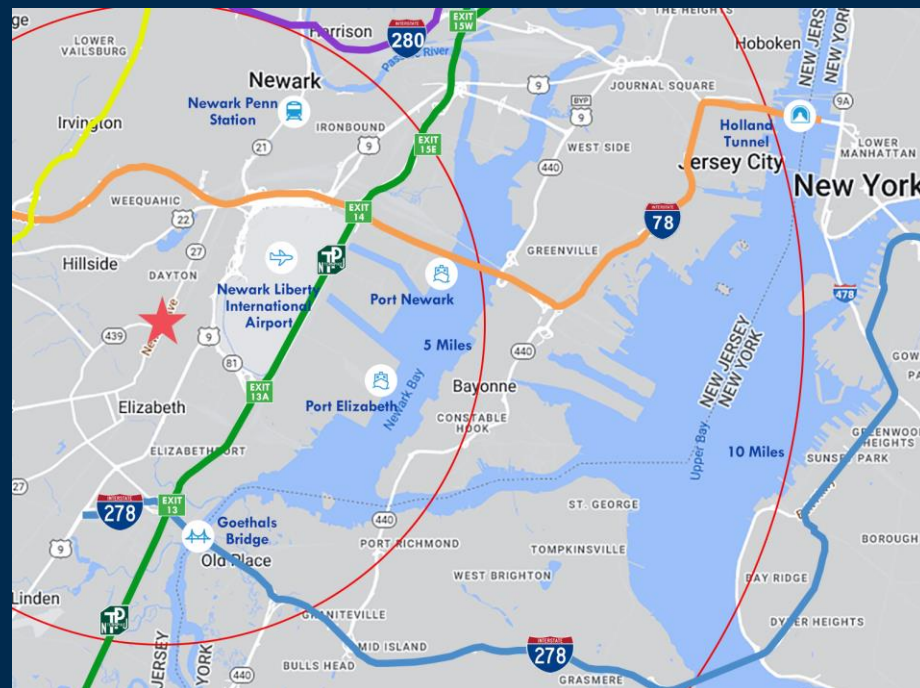 THE HEIGHTS
EXIT
15W
Harrison
INTERSTATE
280
LOWER
VAILSBURG
Hoboken
NEW JERSEY
NEW YORK
Newark
9
JOURNAL SQUARE
9A
Newark Penn
Station
BYP
9
Irvington
IRONBOUND
EXIT
15E
WEST SIDE
Tunnel
LOWER
MANHATTAN
21
9
440
Jersey City
New York
WEEQUAHIC
EXIT
14
INTERSTATE
78
22
27
GREENVILLE
Hillside
DAYTON
Newark Liberty
International
Airport
Port Newark
478
439
9
5 Miles
440
NEW JERSEY
NEW YORK
81
EXIT
13A
Bayonne
Newark Bay
Elizabeth
Port Elizabeth
CONSTABLE
HOOK
GREENWOOD
HEIGHTS
ELIZABETHPORT
Upper Bay
10 Miles
SUNSET PARK
27
INTERSTATE
278
EXIT
13
ST. GEORGE
9
Goethals
Bridge
440
Old Place
PORT RICHMOND
TOMPKINSVILLE
BOROUGH
WEST BRIGHTON
BAY RIDGE
Linden
GRANITEVILLE
DYKER HEIGHTS
JERSEY
YORK
MID ISLAND
INTERSTATE
278
440
BULLS HEAD
GRASMERE